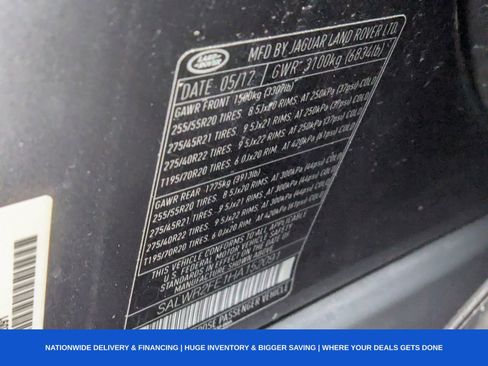 LAND ROVER
MFD BY JAGUAR LAND ROVER LTD.
DATE 05/17 GVWR: 3100kg (6834lb)
GAWR FRONT 1500kg (3307lb)
255/55R20 TIRES. 8.5Jx20 RIMS, AT 250kPa (37psi) COLD
275/45R21 TIRES. 9.5Jx21 RIMS, AT 250kPa (37psi) COLD
275/40R22 TIRES. 9.5Jx22 RIMS, AT 250kPa (37psi) COLD
T195/70R20 TIRES. 6.0Jx20 RIM, AT 420kPa (61psi) COLD
GAWR REAR 1775kg (3913lb)
255/55R20 TIRES. 8.5Jx20 RIMS, AT 300kPa (44psi) COLD
275/45R21 TIRES. 9.5Jx21 RIMS, AT 300kPa (44psi) COLD
275/40R22 TIRES. 9.5Jx22 RIMS, AT 300kPa (44psi) COLD
T195/70R20 TIRES. 6.0Jx20 RIM, AT 420kPa (61psi) COLD
THIS VEHICLE CONFORMS TO ALL APPLICABLE
SAFETY
IN EFFECT ON THE DATE OF
SHOWN ABOVE.
PURPOSE PASSENGER VEHICLE
NATIONWIDE DELIVERY & FINANCING | HUGE INVENTORY & BIGGER SAVING | WHERE YOUR DEALS GETS DONE